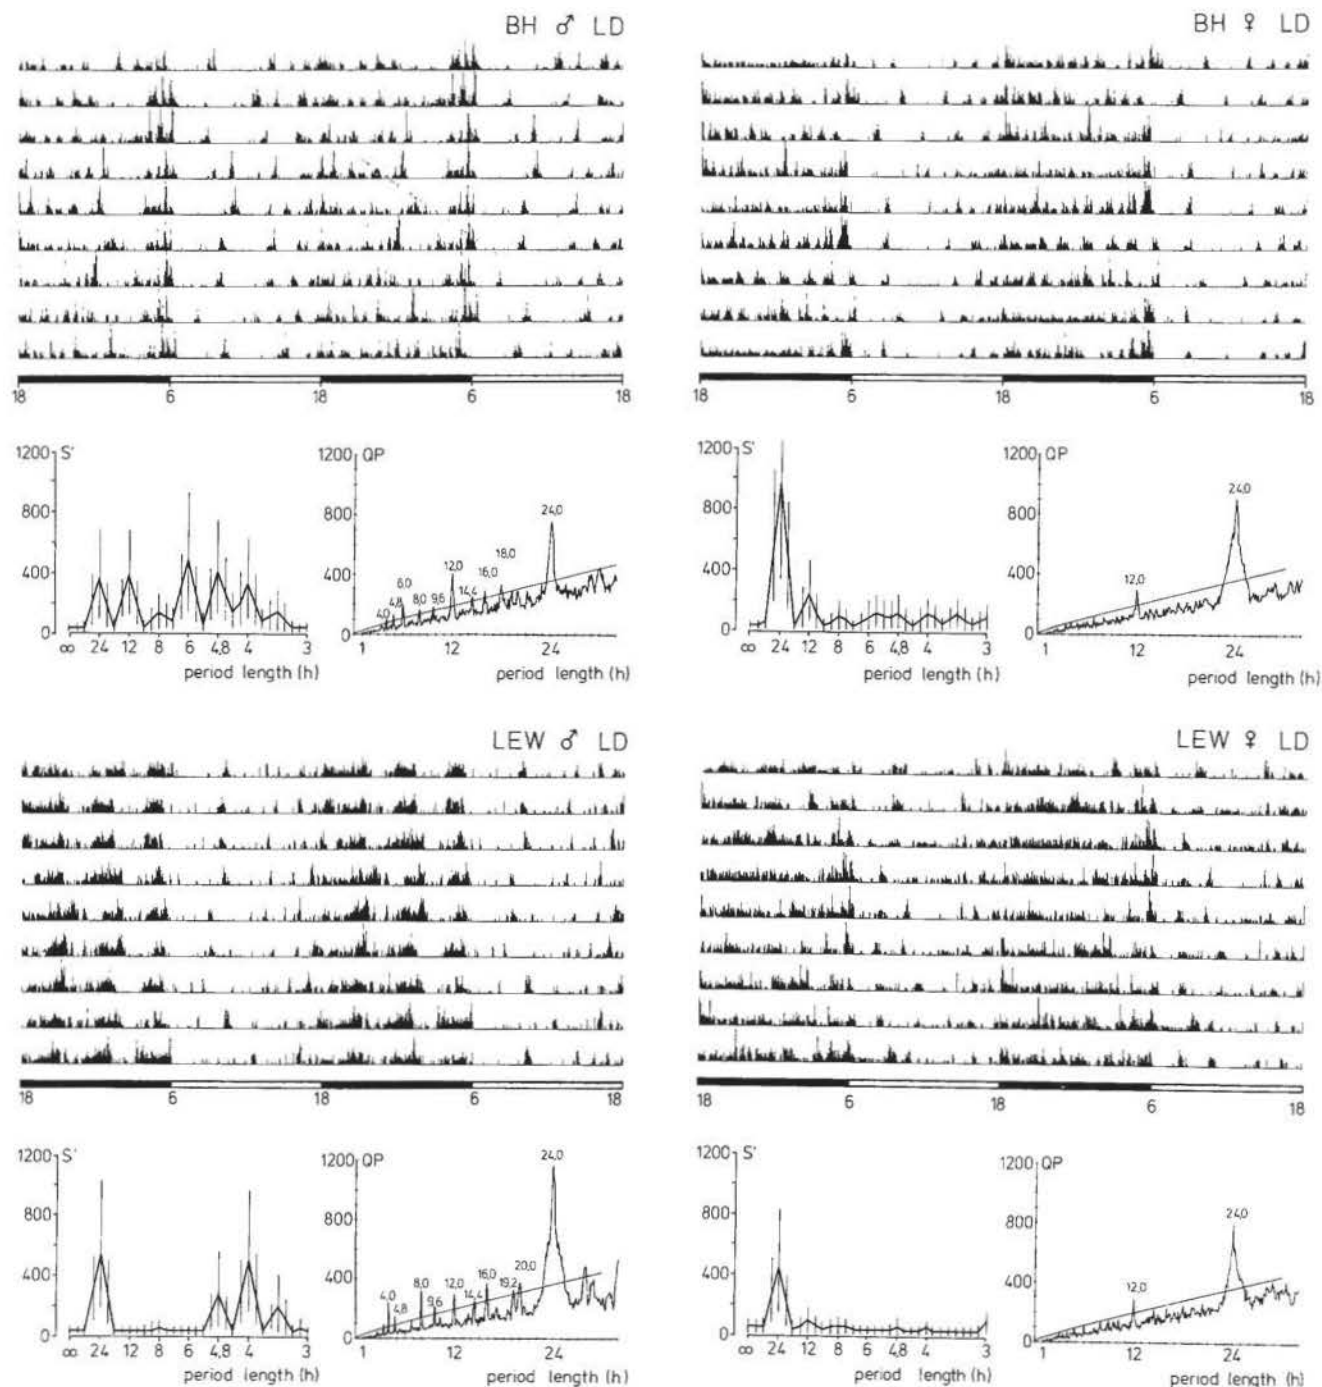 BH ♂ LD
18 6 18 6 18
1200 S'
800
400
0
∞ 24 12 8 6 4,8 4 3
period length (h)
1200 QP
800
400
0
4,0 4,8 6,0 8,0 9,6 12,0 14,4 16,0 18,0 24,0
1 12 24
period length (h)
BH ♀ LD
18 6 18 6 18
1200 S'
800
400
0
∞ 24 12 8 6 4,8 4 3
period length (h)
1200 QP
800
400
0
12,0 24,0
1 12 24
period length (h)
LEW ♂ LD
18 6 18 6 18
1200 S'
800
400
0
∞ 24 12 8 4,8 4 3
period length (h)
1200 QP
800
400
0
4,0 4,8 8,0 9,6 12,0 14,4 16,0 19,2 20,0 24,0
1 12 24
period length (h)
LEW ♀ LD
18 6 18 6 18
1200 S'
800
400
0
∞ 24 12 8 4,8 4 3
period length (h)
1200 QP
800
400
0
12,0 24,0
1 12 24
period length (h)